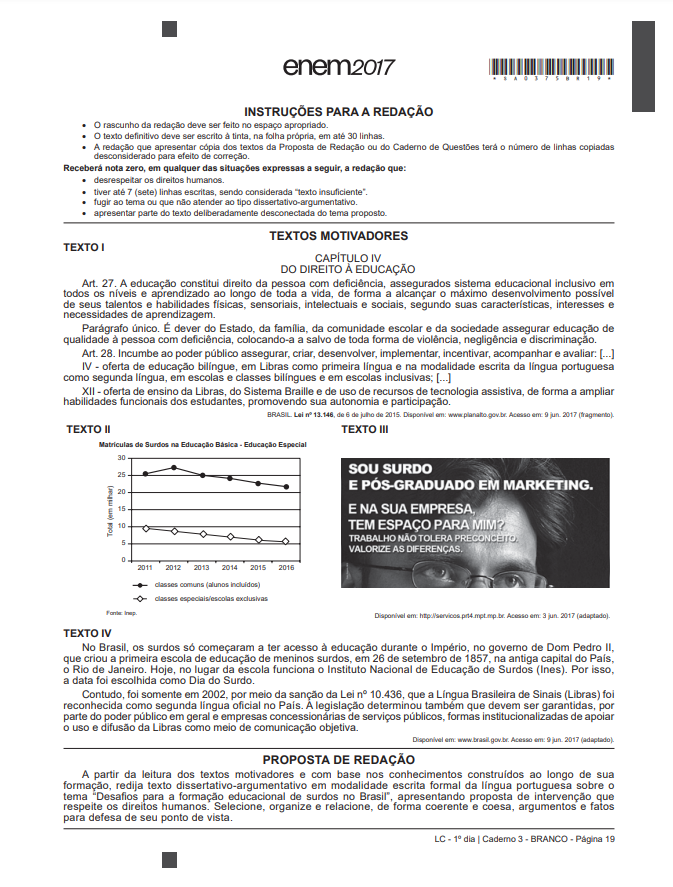 enem2017
*SA0375BB19*
INSTRUÇÕES PARA A REDAÇÃO
• O rascunho da redação deve ser feito no espaço apropriado.
• O texto definitivo deve ser escrito à tinta, na folha própria, em até 30 linhas.
• A redação que apresentar cópia dos textos da Proposta de Redação ou do Caderno de Questões terá o número de linhas copiadas
desconsiderado para efeito de correção.
Receberá nota zero, em qualquer das situações expressas a seguir, a redação que:
• desrespeitar os direitos humanos.
• tiver até 7 (sete) linhas escritas, sendo considerada “texto insuficiente”.
• fugir ao tema ou que não atender ao tipo dissertativo-argumentativo.
• apresentar parte do texto deliberadamente desconectada do tema proposto.
TEXTOS MOTIVADORES
TEXTO I
CAPÍTULO IV
DO DIREITO À EDUCAÇÃO
Art. 27. A educação constitui direito da pessoa com deficiência, assegurados sistema educacional inclusivo em
todos os níveis e aprendizado ao longo de toda a vida, de forma a alcançar o máximo desenvolvimento possível
de seus talentos e habilidades físicas, sensoriais, intelectuais e sociais, segundo suas características, interesses e
necessidades de aprendizagem.
Parágrafo único. É dever do Estado, da família, da comunidade escolar e da sociedade assegurar educação de
qualidade à pessoa com deficiência, colocando-a a salvo de toda forma de violência, negligência e discriminação.
Art. 28. Incumbe ao poder público assegurar, criar, desenvolver, implementar, incentivar, acompanhar e avaliar: [...]
IV - oferta de educação bilíngue, em Libras como primeira língua e na modalidade escrita da língua portuguesa
como segunda língua, em escolas e classes bilíngues e em escolas inclusivas; [...]
XII - oferta de ensino da Libras, do Sistema Braille e de uso de recursos de tecnologia assistiva, de forma a ampliar
habilidades funcionais dos estudantes, promovendo sua autonomia e participação.
BRASIL. Lei nº 13.146, de 6 de julho de 2015. Disponível em: www.planalto.gov.br. Acesso em: 9 jun. 2017 (fragmento).
TEXTO II
Matrículas de Surdos na Educação Básica - Educação Especial
Total (em milhar)
30
25
20
15
10
5
0
2011 2012 2013 2014 2015 2016
classes comuns (alunos incluídos)
classes especiais/escolas exclusivas
Fonte: Inep.
TEXTO III
SOU SURDO
E PÓS-GRADUADO EM MARKETING.
E NA SUA EMPRESA,
TEM ESPAÇO PARA MIM?
TRABALHO NÃO TOLERA PRECONCEITO.
VALORIZE AS DIFERENÇAS.
Disponível em: http://servicos.prt4.mpt.mp.br. Acesso em: 3 jun. 2017 (adaptado).
TEXTO IV
No Brasil, os surdos só começaram a ter acesso à educação durante o Império, no governo de Dom Pedro II,
que criou a primeira escola de educação de meninos surdos, em 26 de setembro de 1857, na antiga capital do País,
o Rio de Janeiro. Hoje, no lugar da escola funciona o Instituto Nacional de Educação de Surdos (Ines). Por isso,
a data foi escolhida como Dia do Surdo.
Contudo, foi somente em 2002, por meio da sanção da Lei nº 10.436, que a Língua Brasileira de Sinais (Libras) foi
reconhecida como segunda língua oficial no País. A legislação determinou também que devem ser garantidas, por
parte do poder público em geral e empresas concessionárias de serviços públicos, formas institucionalizadas de apoiar
o uso e difusão da Libras como meio de comunicação objetiva.
Disponível em: www.brasil.gov.br. Acesso em: 9 jun. 2017 (adaptado).
PROPOSTA DE REDAÇÃO
A partir da leitura dos textos motivadores e com base nos conhecimentos construídos ao longo de sua
formação, redija texto dissertativo-argumentativo em modalidade escrita formal da língua portuguesa sobre o
tema “Desafios para a formação educacional de surdos no Brasil”, apresentando proposta de intervenção que
respeite os direitos humanos. Selecione, organize e relacione, de forma coerente e coesa, argumentos e fatos
para defesa de seu ponto de vista.
LC - 1º dia | Caderno 3 - BRANCO - Página 19